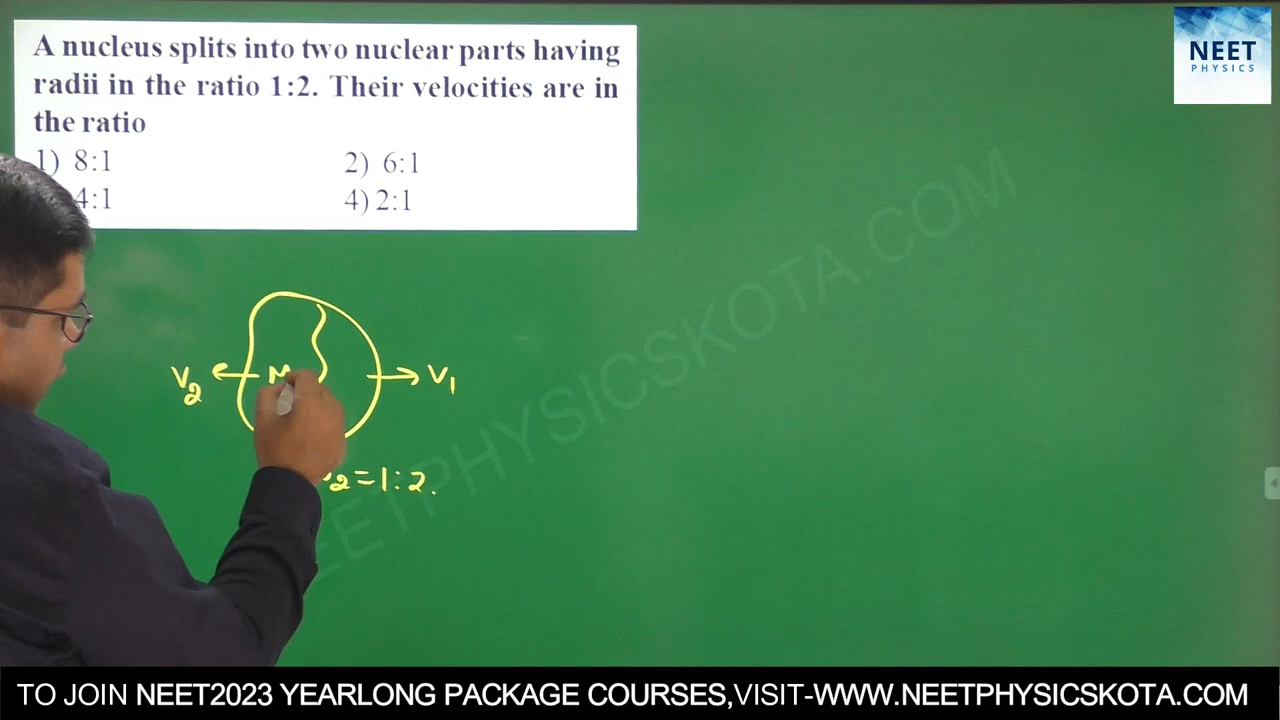 A nucleus splits into two nuclear parts having
radii in the ratio 1:2. Their velocities are in
the ratio
1) 8:1 2) 6:1
4:1 4) 2:1
NEET
PHYSICS
NEETPHYSICSKOTA.COM
V2 M V1
2=1:2.
TO JOIN NEET2023 YEARLONG PACKAGE COURSES,VISIT-WWW.NEETPHYSICSKOTA.COM